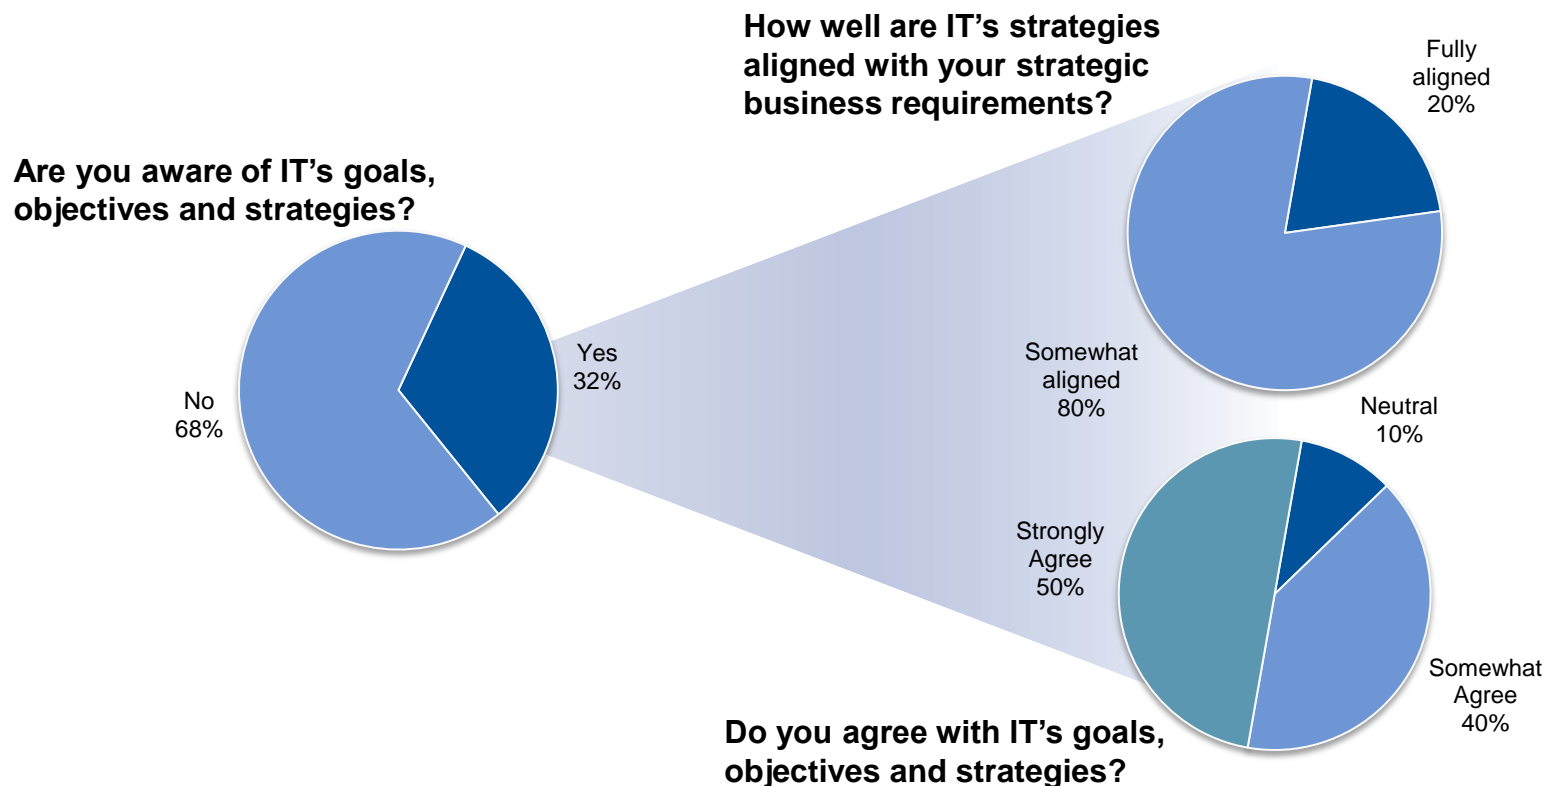 Are you aware of IT’s goals,
objectives and strategies?
No
68%
Yes
32%
How well are IT’s strategies
aligned with your strategic
business requirements?
Fully
aligned
20%
Somewhat
aligned
80%
Neutral
10%
Strongly
Agree
50%
Somewhat
Agree
40%
Do you agree with IT’s goals,
objectives and strategies?